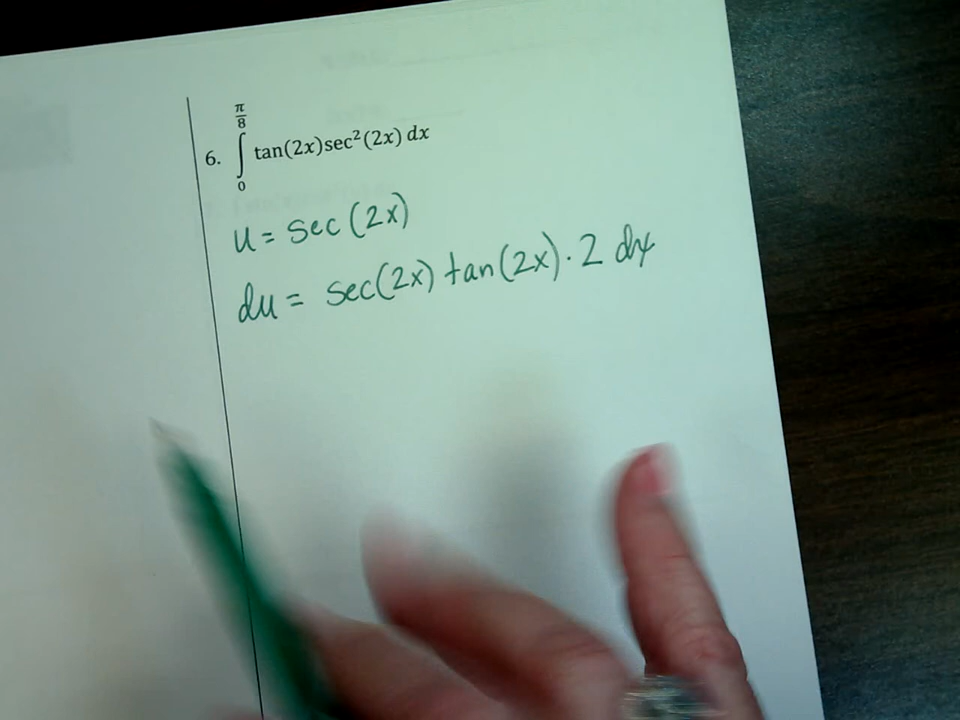 π/8
6. ∫ tan(2x)sec²(2x) dx
0
u = sec(2x)
du = sec(2x) tan(2x) · 2 dx